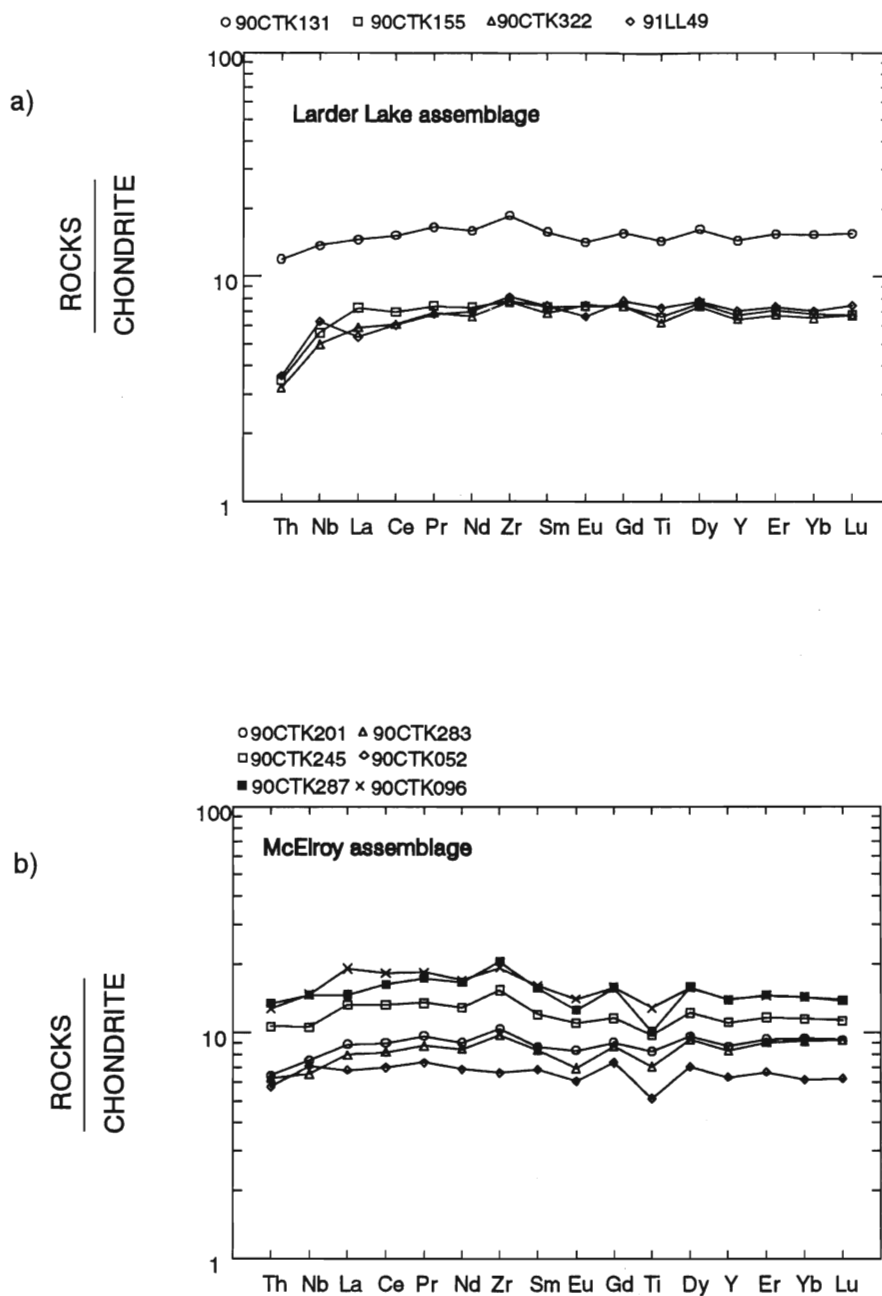 ○90CTK131 □ 90CTK155 △90CTK322 ◇ 91LL49
a)
Larder Lake assemblage
ROCKS
CHONDRITE
100
10
1
Th Nb La Ce Pr Nd Zr Sm Eu Gd Ti Dy Y Er Yb Lu
○90CTK201 △90CTK283
□90CTK245 ◇90CTK052
■90CTK287 ×90CTK096
b)
McElroy assemblage
ROCKS
CHONDRITE
100
10
1
Th Nb La Ce Pr Nd Zr Sm Eu Gd Ti Dy Y Er Yb Lu